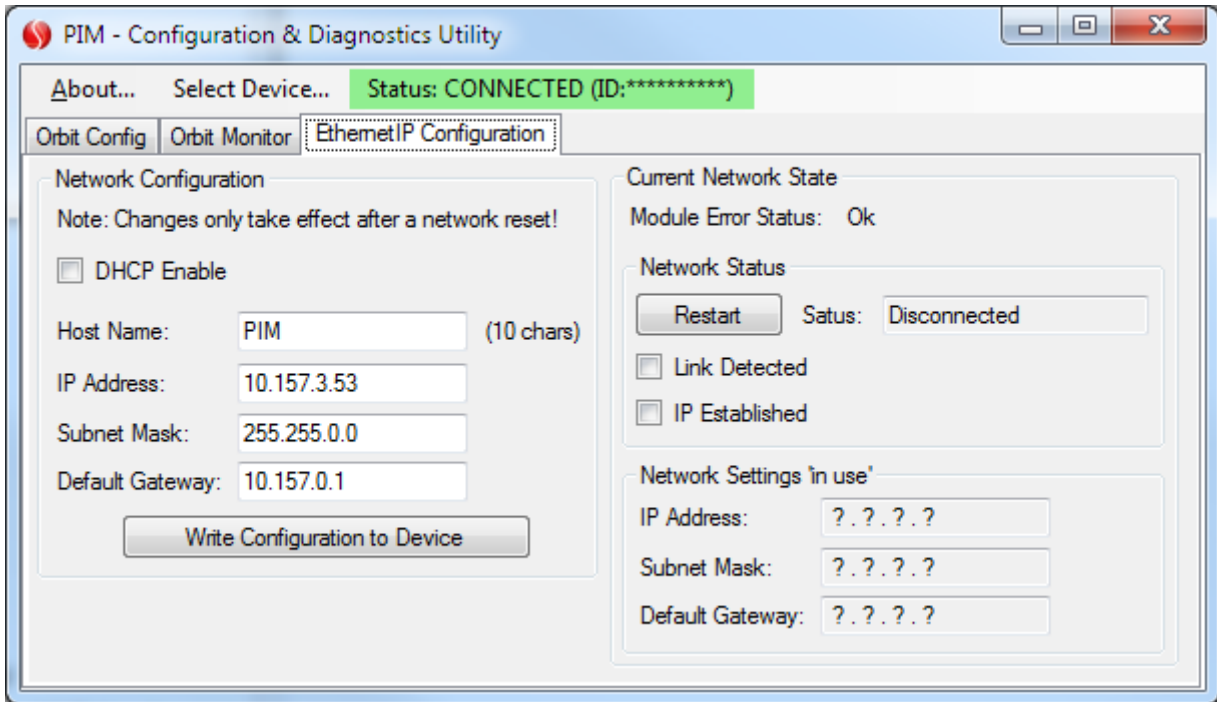 PIM - Configuration & Diagnostics Utility
About... Select Device... Status: CONNECTED (ID:**********)
Orbit Config Orbit Monitor EthernetIP Configuration
Network Configuration
Note: Changes only take effect after a network reset!
DHCP Enable
Host Name: PIM (10 chars)
IP Address: 10.157.3.53
Subnet Mask: 255.255.0.0
Default Gateway: 10.157.0.1
Write Configuration to Device
Current Network State
Module Error Status: Ok
Network Status
Restart Satus: Disconnected
Link Detected
IP Established
Network Settings 'in use'
IP Address: ? . ? . ? . ?
Subnet Mask: ? . ? . ? . ?
Default Gateway: ? . ? . ? . ?